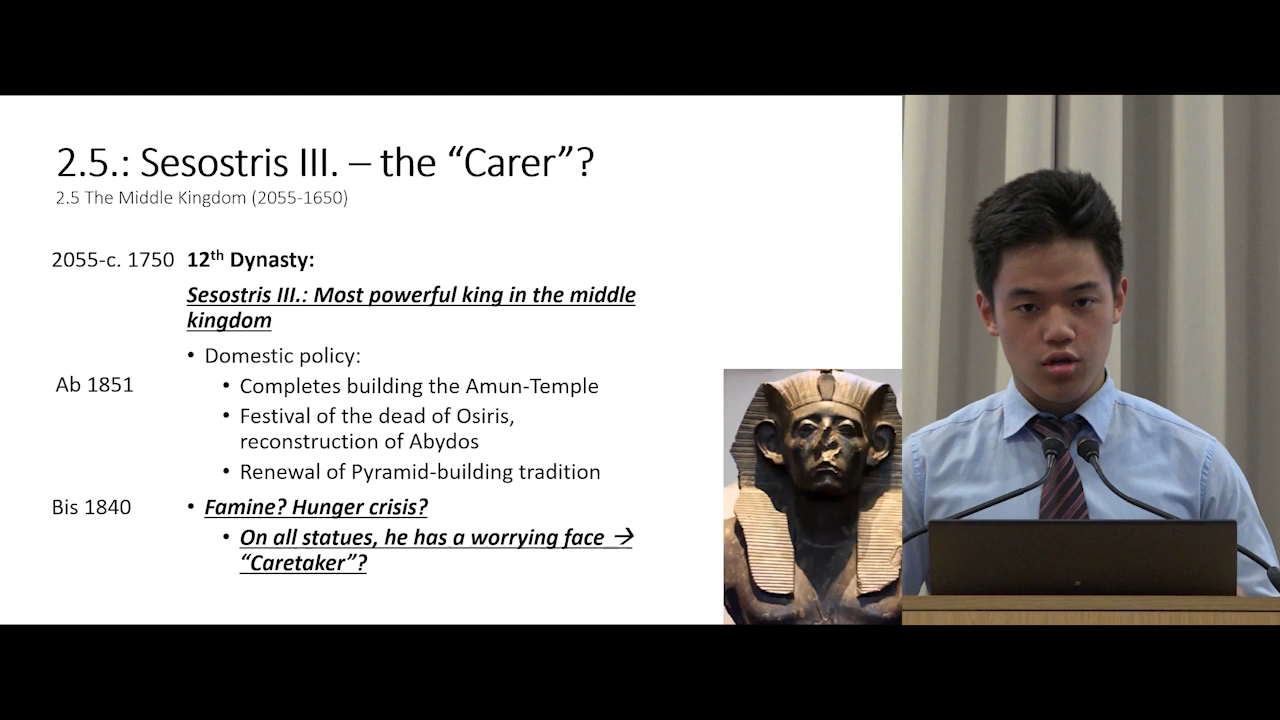 2.5.: Sesostris III. – the “Carer”?
2.5 The Middle Kingdom (2055-1650)
2055-c. 1750 12th Dynasty:
Sesostris III.: Most powerful king in the middle
kingdom
• Domestic policy:
Ab 1851 • Completes building the Amun-Temple
• Festival of the dead of Osiris,
reconstruction of Abydos
• Renewal of Pyramid-building tradition
Bis 1840 • Famine? Hunger crisis?
• On all statues, he has a worrying face →
“Caretaker”?